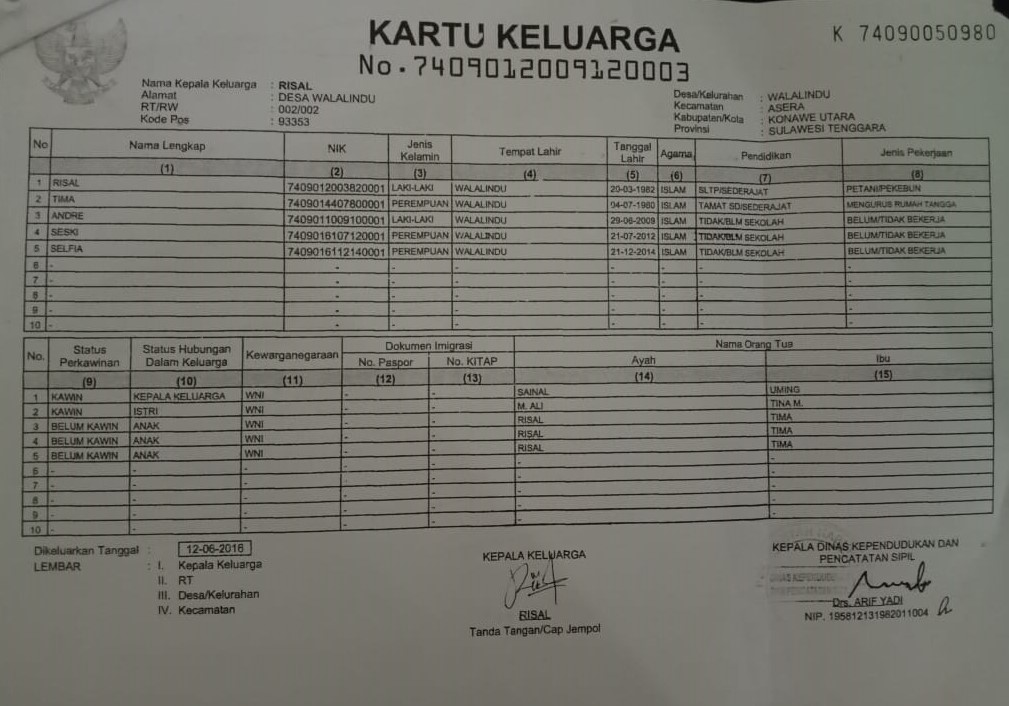 KARTU KELUARGA
K 74090050980
No.7409012009120003
Nama Kepala Keluarga : RISAL
Alamat : DESA WALALINDU
RT/RW : 002/002
Kode Pos : 93353
Desa/Kelurahan : WALALINDU
Kecamatan : ASERA
Kabupaten/Kota : KONAWE UTARA
Provinsi : SULAWESI TENGGARA
No Nama Lengkap NIK Jenis Kelamin Tempat Lahir Tanggal Lahir Agama Pendidikan Jenis Pekerjaan
(1) (2) (3) (4) (5) (6) (7) (8)
1 RISAL 7409012003820001 LAKI-LAKI WALALINDU 20-03-1982 ISLAM SLTP/SEDERAJAT PETANI/PEKEBUN
2 TIMA 7409014407800001 PEREMPUAN WALALINDU 04-07-1980 ISLAM TAMAT SD/SEDERAJAT MENGURUS RUMAH TANGGA
3 ANDRE 7409011009100001 LAKI-LAKI WALALINDU 29-06-2009 ISLAM TIDAK/BLM SEKOLAH BELUM/TIDAK BEKERJA
4 SESKI 7409016107120001 PEREMPUAN WALALINDU 21-07-2012 ISLAM TIDAK/BLM SEKOLAH BELUM/TIDAK BEKERJA
5 SELFIA 7409016112140001 PEREMPUAN WALALINDU 21-12-2014 ISLAM TIDAK/BLM SEKOLAH BELUM/TIDAK BEKERJA
6 - - - - - - - -
7 - - - - - - - -
8 - - - - - - - -
9 - - - - - - - -
10 - - - - - - - -
No. Status Perkawinan Status Hubungan Dalam Keluarga Kewarganegaraan Dokumen Imigrasi Nama Orang Tua
No. Paspor No. KITAP Ayah Ibu
(9) (10) (11) (12) (13) (14) (15)
1 KAWIN KEPALA KELUARGA WNI - - SAINAL UMING
2 KAWIN ISTRI WNI - - M. ALI TINA M.
3 BELUM KAWIN ANAK WNI - - RISAL TIMA
4 BELUM KAWIN ANAK WNI - - RISAL TIMA
5 BELUM KAWIN ANAK WNI - - RISAL TIMA
6 - - - - - - -
7 - - - - - - -
8 - - - - - - -
9 - - - - - - -
10 - - - - - - -
Dikeluarkan Tanggal : 12-06-2016
LEMBAR : I. Kepala Keluarga
II. RT
III. Desa/Kelurahan
IV. Kecamatan
KEPALA KELUARGA
RISAL
Tanda Tangan/Cap Jempol
KEPALA DINAS KEPENDUDUKAN DAN
PENCATATAN SIPIL
Drs. ARIF YADI
NIP. 195812131982011004